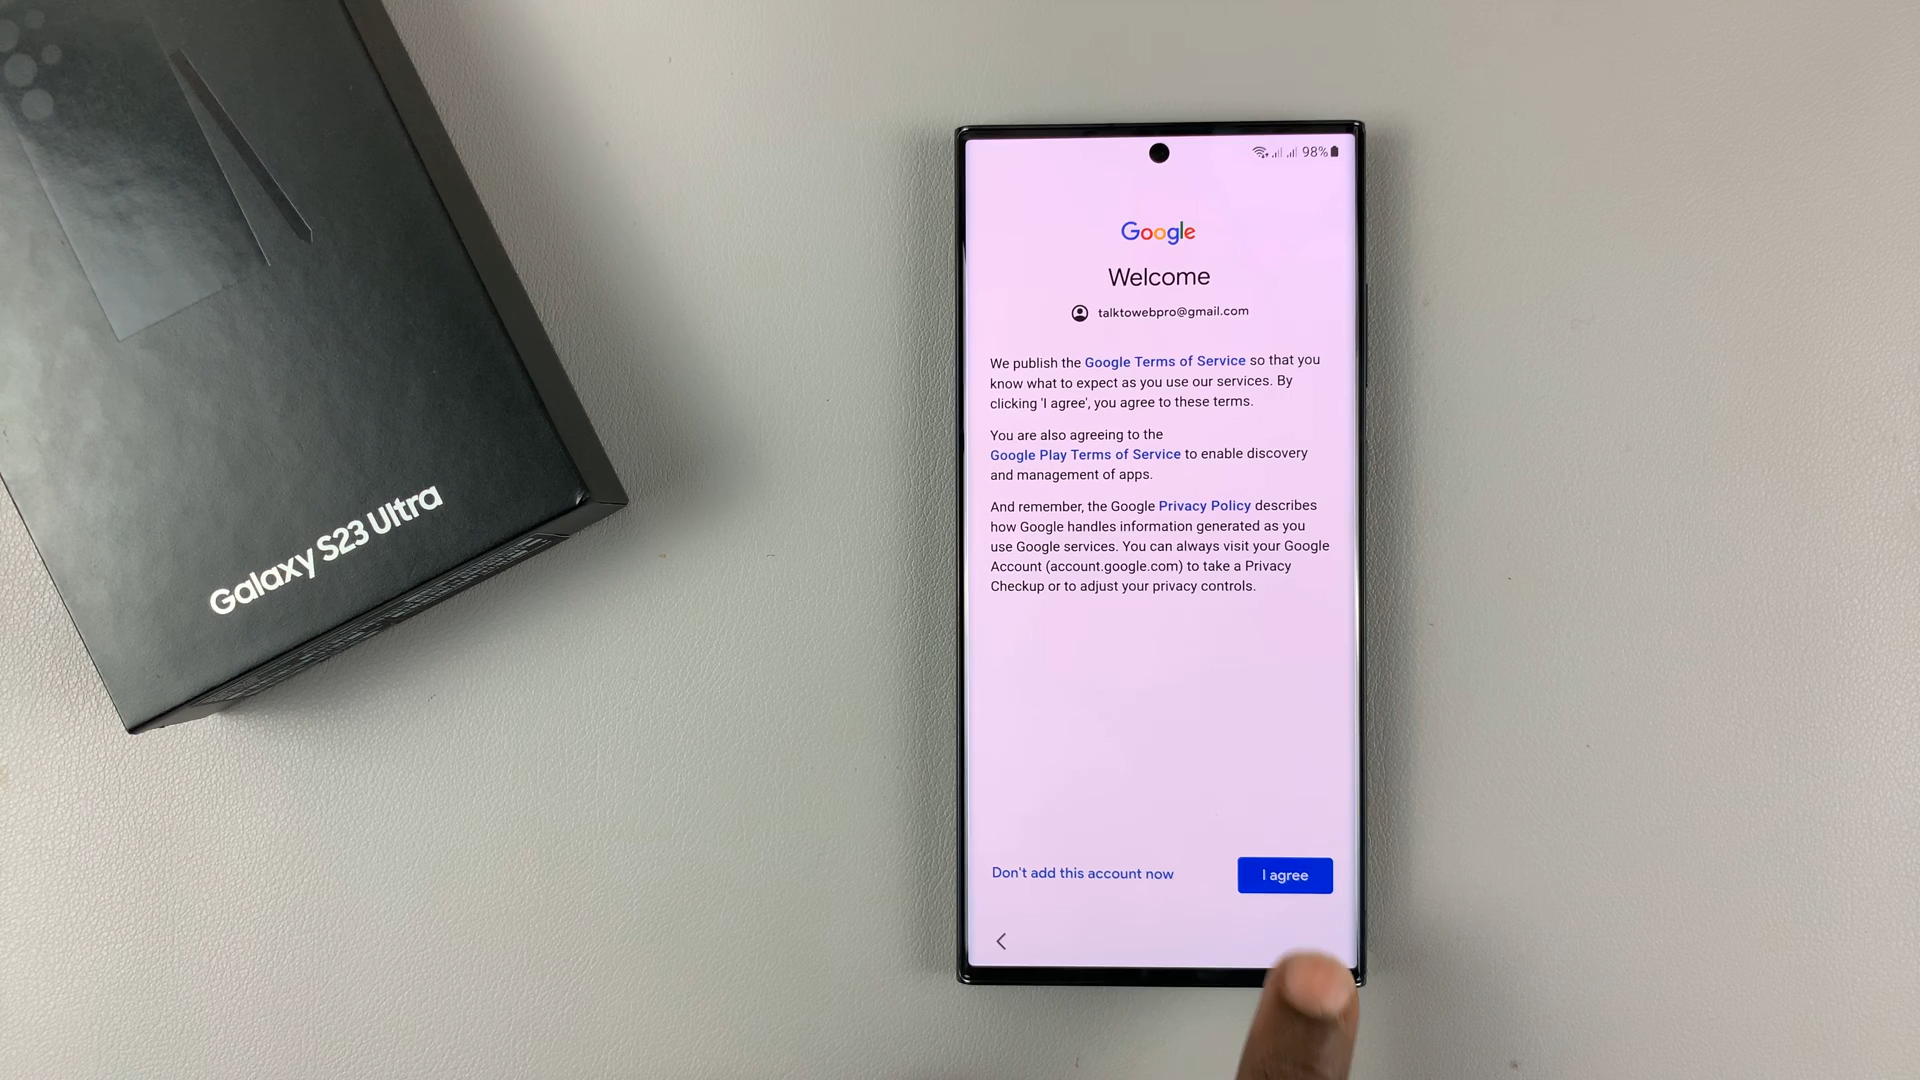 Galaxy S23 Ultra
98%
Google
Welcome
talktowebpro@gmail.com
We publish the Google Terms of Service so that you
know what to expect as you use our services. By
clicking 'I agree', you agree to these terms.
You are also agreeing to the
Google Play Terms of Service to enable discovery
and management of apps.
And remember, the Google Privacy Policy describes
how Google handles information generated as you
use Google services. You can always visit your Google
Account (account.google.com) to take a Privacy
Checkup or to adjust your privacy controls.
Don't add this account now
I agree